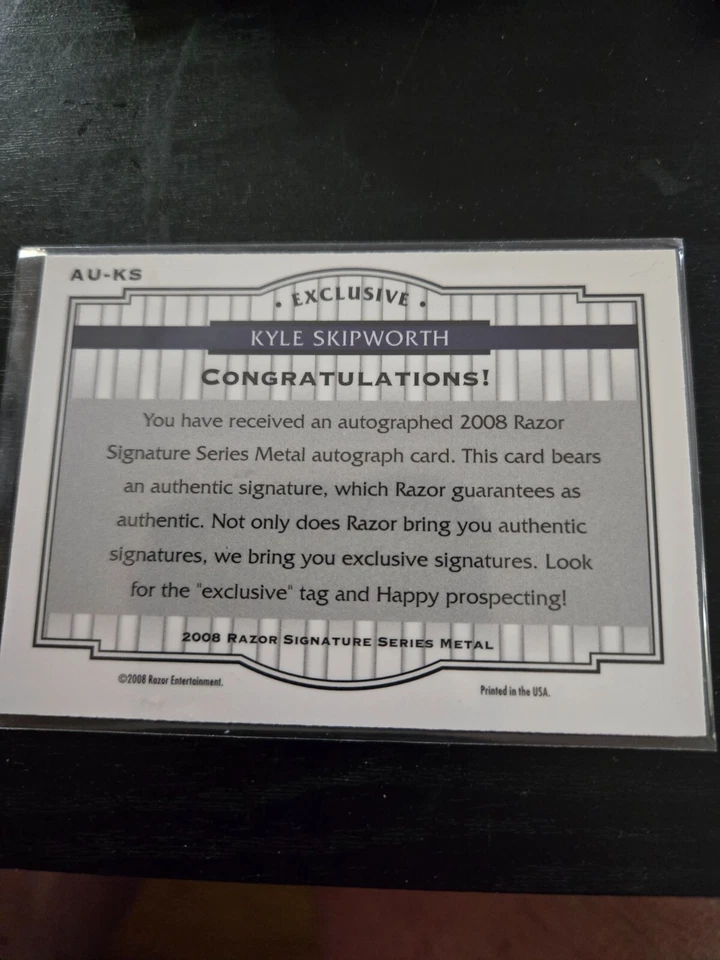 AU-KS
• EXCLUSIVE •
KYLE SKIPWORTH
CONGRATULATIONS!
You have received an autographed 2008 Razor
Signature Series Metal autograph card. This card bears
an authentic signature, which Razor guarantees as
authentic. Not only does Razor bring you authentic
signatures, we bring you exclusive signatures. Look
for the "exclusive" tag and Happy prospecting!
2008 RAZOR SIGNATURE SERIES METAL
©2008 Razor Entertainment.
Printed in the USA.